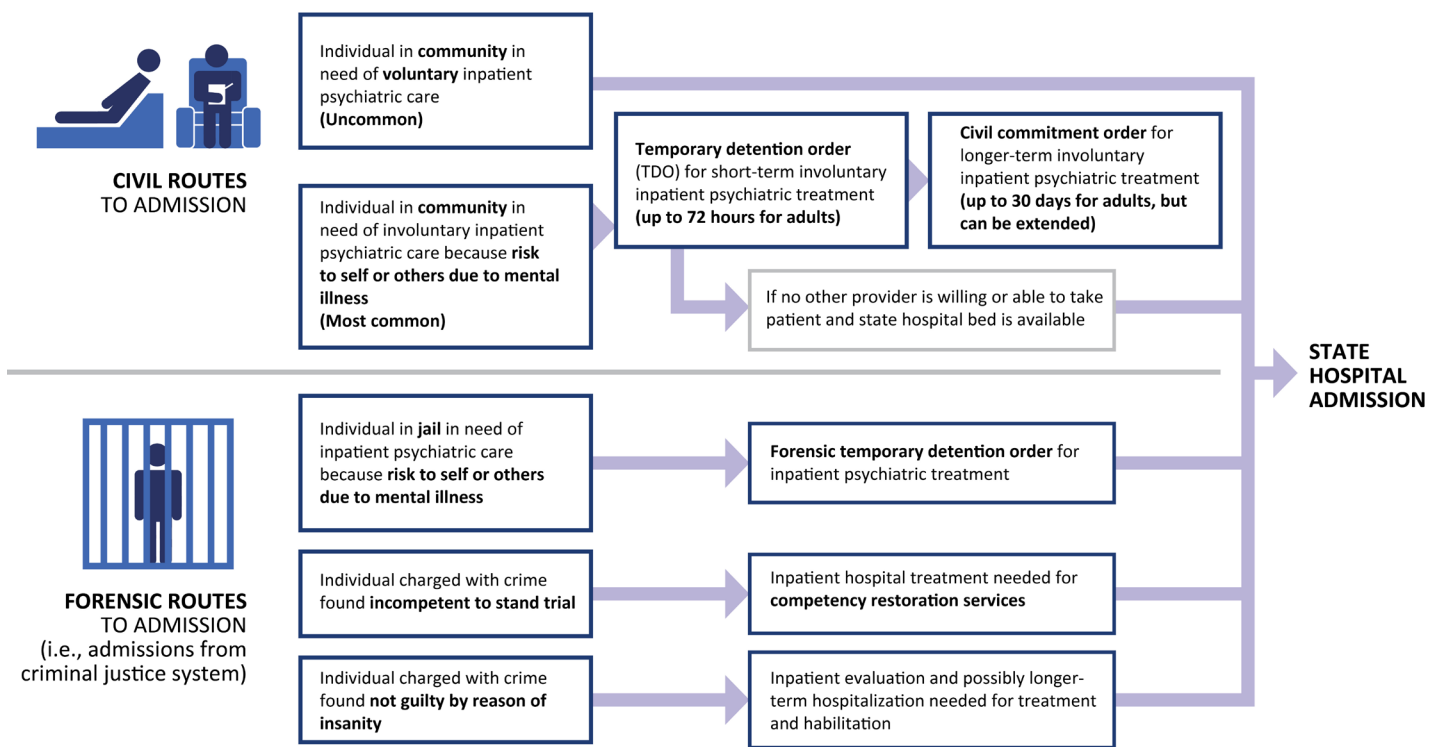 CIVIL ROUTES
TO ADMISSION
Individual in community in
need of voluntary inpatient
psychiatric care
(Uncommon)
Individual in community in
need of involuntary inpatient
psychiatric care because risk
to self or others due to mental
illness
(Most common)
Temporary detention order
(TDO) for short-term involuntary
inpatient psychiatric treatment
(up to 72 hours for adults)
Civil commitment order for
longer-term involuntary
inpatient psychiatric treatment
(up to 30 days for adults, but
can be extended)
If no other provider is willing or able to take
patient and state hospital bed is available
STATE
HOSPITAL
ADMISSION
FORENSIC ROUTES
TO ADMISSION
(i.e., admissions from
criminal justice system)
Individual in jail in need of
inpatient psychiatric care
because risk to self or others
due to mental illness
Forensic temporary detention order for
inpatient psychiatric treatment
Individual charged with crime
found incompetent to stand trial
Inpatient hospital treatment needed for
competency restoration services
Individual charged with crime
found not guilty by reason of
insanity
Inpatient evaluation and possibly longer-
term hospitalization needed for treatment
and habilitation